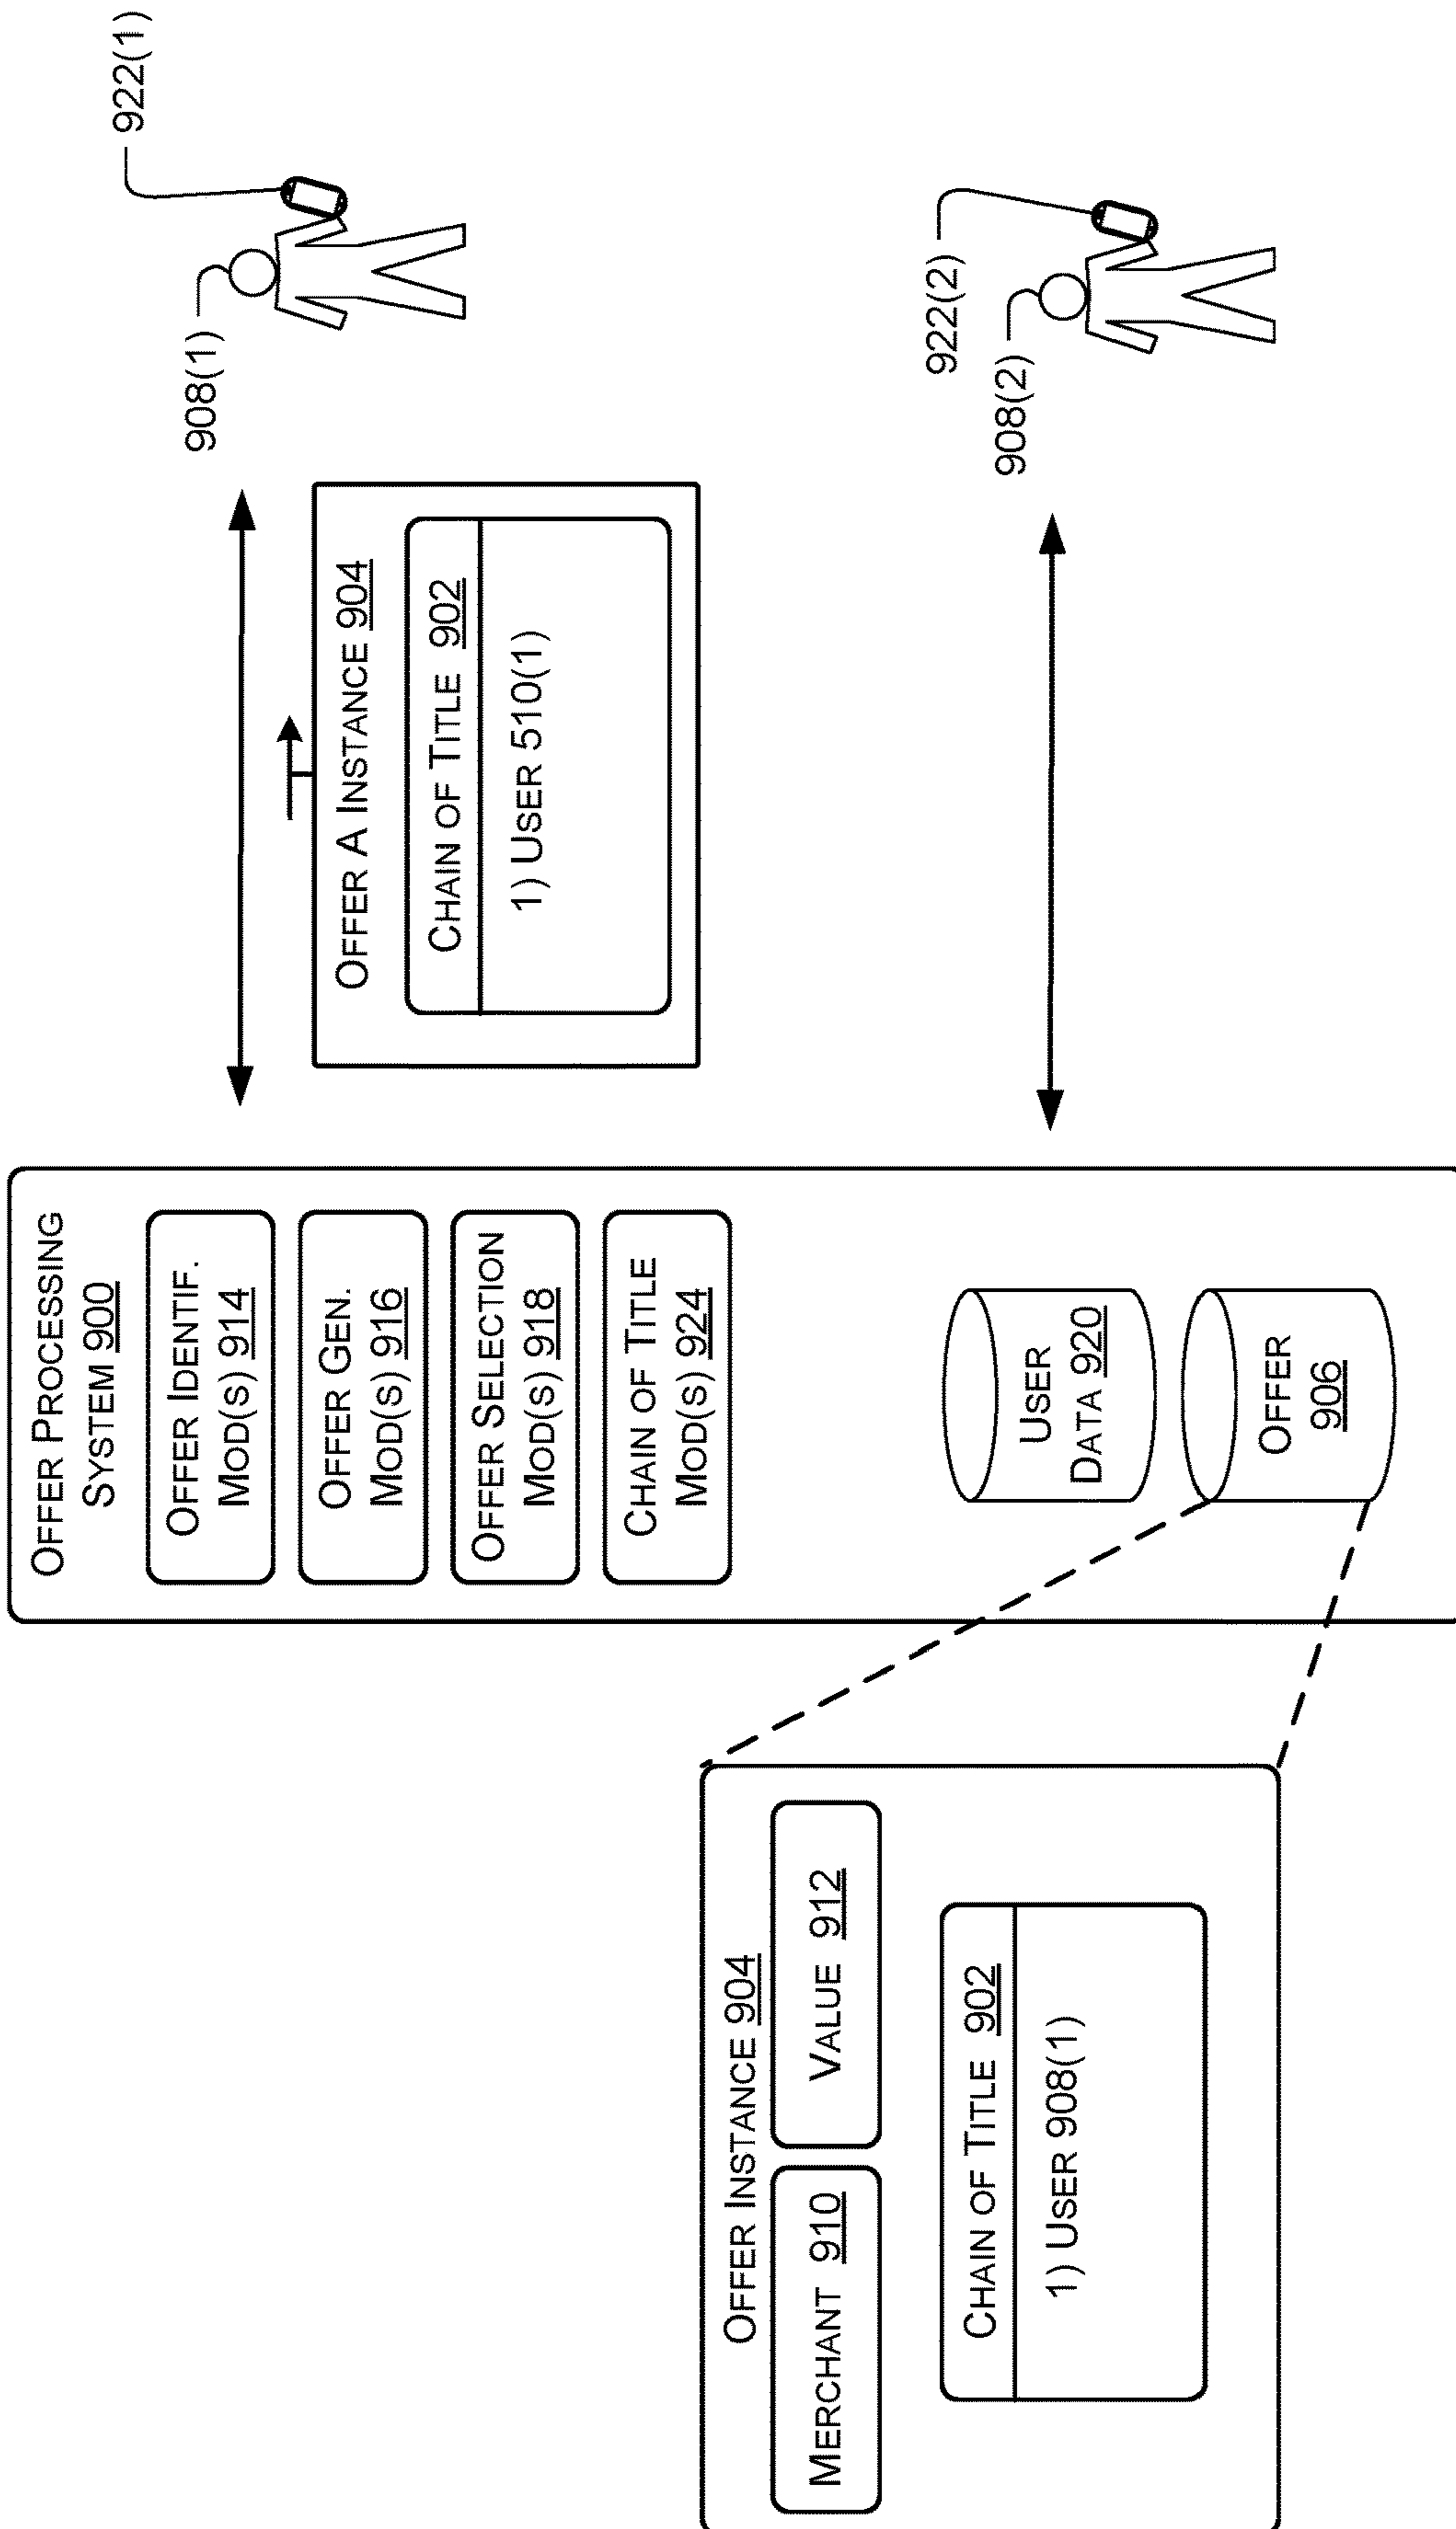 OFFER PROCESSING
SYSTEM 900
OFFER IDENTIF.
MOD(S) 914
OFFER GEN.
MOD(S) 916
OFFER SELECTION
MOD(S) 918
CHAIN OF TITLE
MOD(S) 924
USER
DATA 920
OFFER
906
OFFER INSTANCE 904
MERCHANT 910
VALUE 912
CHAIN OF TITLE 902
1) USER 908(1)
OFFER A INSTANCE 904
CHAIN OF TITLE 902
1) USER 510(1)
908(1)
922(1)
922(2)
908(2)